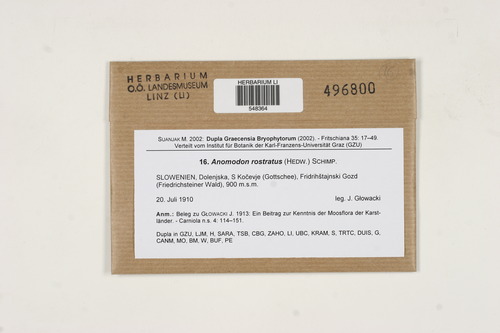 HERBARIUM
O.Ö. LANDESMUSEUM
LINZ (LI)
HERBARIUM LI
548364
496800
SUANJAK M. 2002: Dupla Graecensia Bryophytorum (2002). - Fritschiana 35: 17–49.
Verteilt vom Institut für Botanik der Karl-Franzens-Universität Graz (GZU)
16. Anomodon rostratus (HEDW.) SCHIMP.
SLOWENIEN, Dolenjska, S Kočevje (Gottschee), Fridrihštajnski Gozd
(Friedrichsteiner Wald), 900 m.s.m.
20. Juli 1910 leg. J. Głowacki
Anm.: Beleg zu GŁOWACKI J. 1913: Ein Beitrag zur Kenntnis der Moosflora der Karst-
länder. - Carniola n.s. 4: 114–151.
Dupla in GZU, LJM, H, SARA, TSB, CBG, ZAHO, LI, UBC, KRAM, S, TRTC, DUIS, G,
CANM, MO, BM, W, BUF, PE